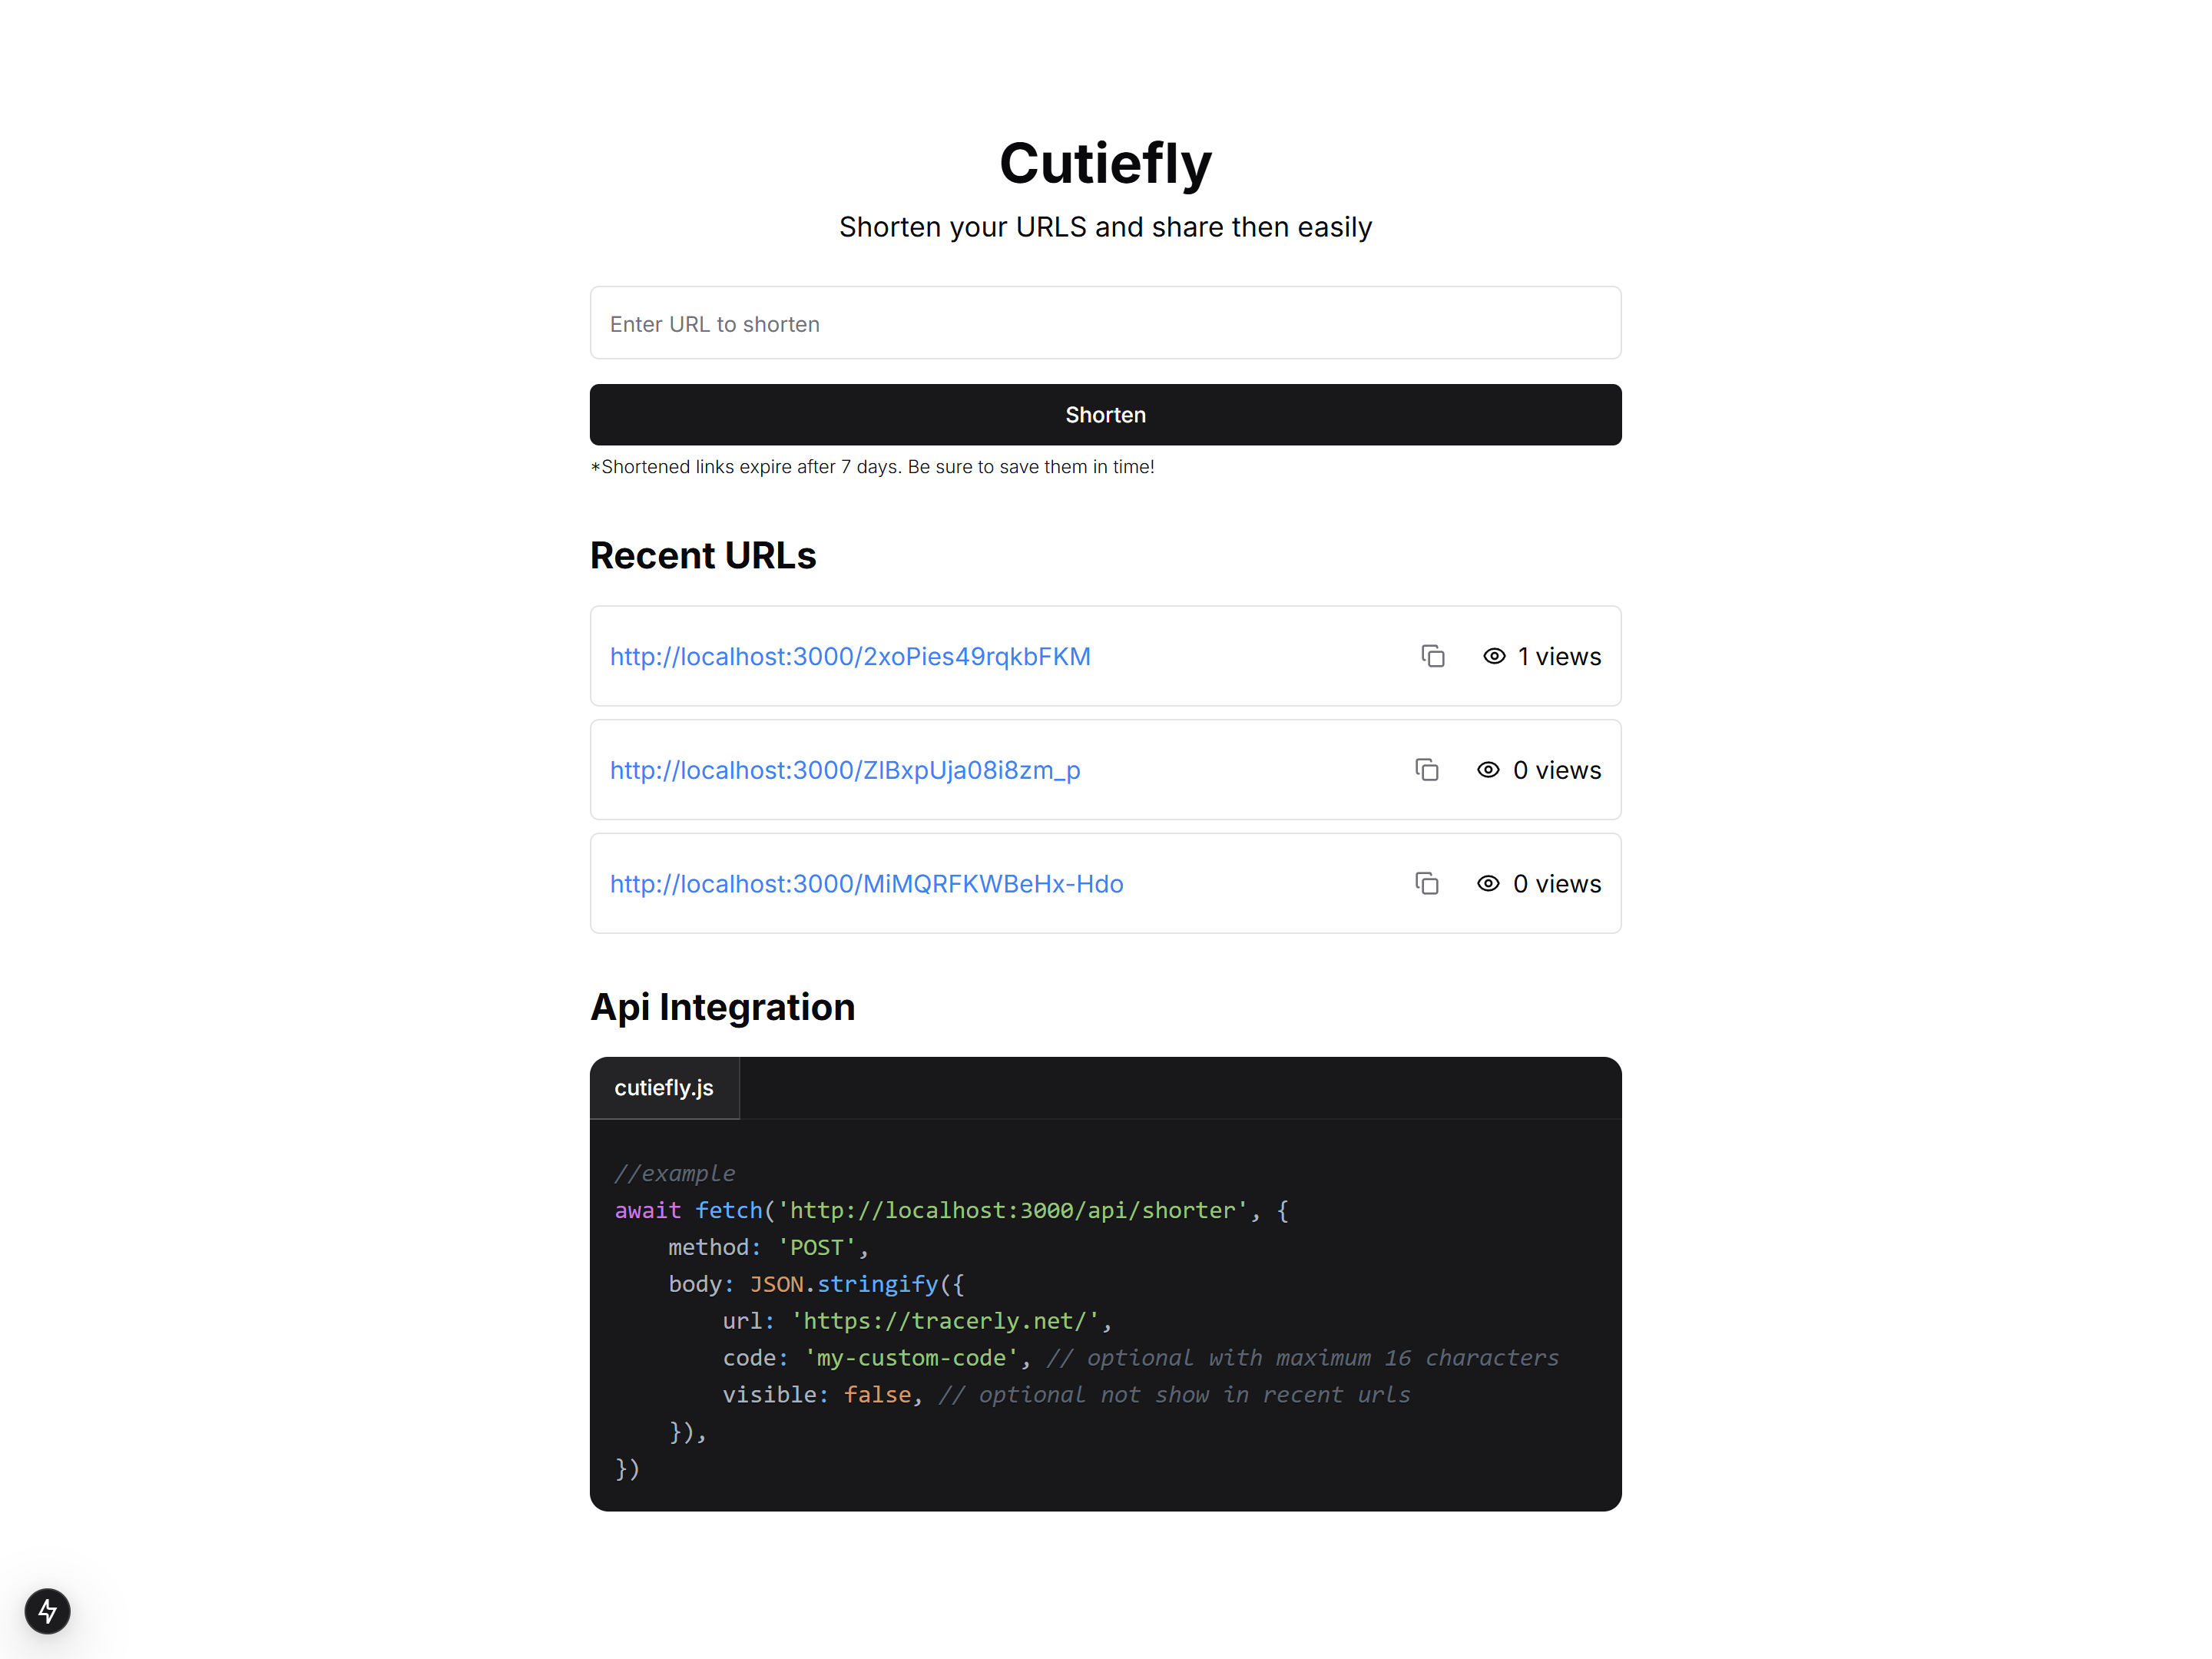 Cutiefly
Shorten your URLS and share then easily
Enter URL to shorten
Shorten
*Shortened links expire after 7 days. Be sure to save them in time!
Recent URLs
http://localhost:3000/2xoPies49rqkbFKM 1 views
http://localhost:3000/ZlBxpUja08i8zm_p 0 views
http://localhost:3000/MiMQRFKWBeHx-Hdo 0 views
Api Integration
cutiefly.js
//example
await fetch('http://localhost:3000/api/shorter', {
    method: 'POST',
    body: JSON.stringify({
        url: 'https://tracerly.net/',
        code: 'my-custom-code', // optional with maximum 16 characters
        visible: false, // optional not show in recent urls
    }),
})